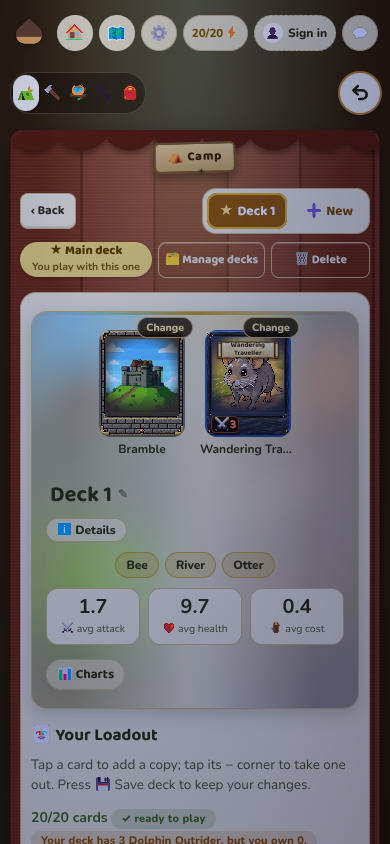 20/20
Sign in
Camp
‹ Back
★ Deck 1
+ New
★ Main deck
You play with this one
Manage decks
Delete
Change
Change
Wandering
Traveller
3
Bramble
Wandering Tra...
Deck 1
Details
Bee
River
Otter
1.7
avg attack
9.7
avg health
0.4
avg cost
Charts
Your Loadout
Tap a card to add a copy; tap its – corner to take one
out. Press 💾 Save deck to keep your changes.
20/20 cards
✓ ready to play
Your deck has 3 Dolphin Outrider, but you own 0.